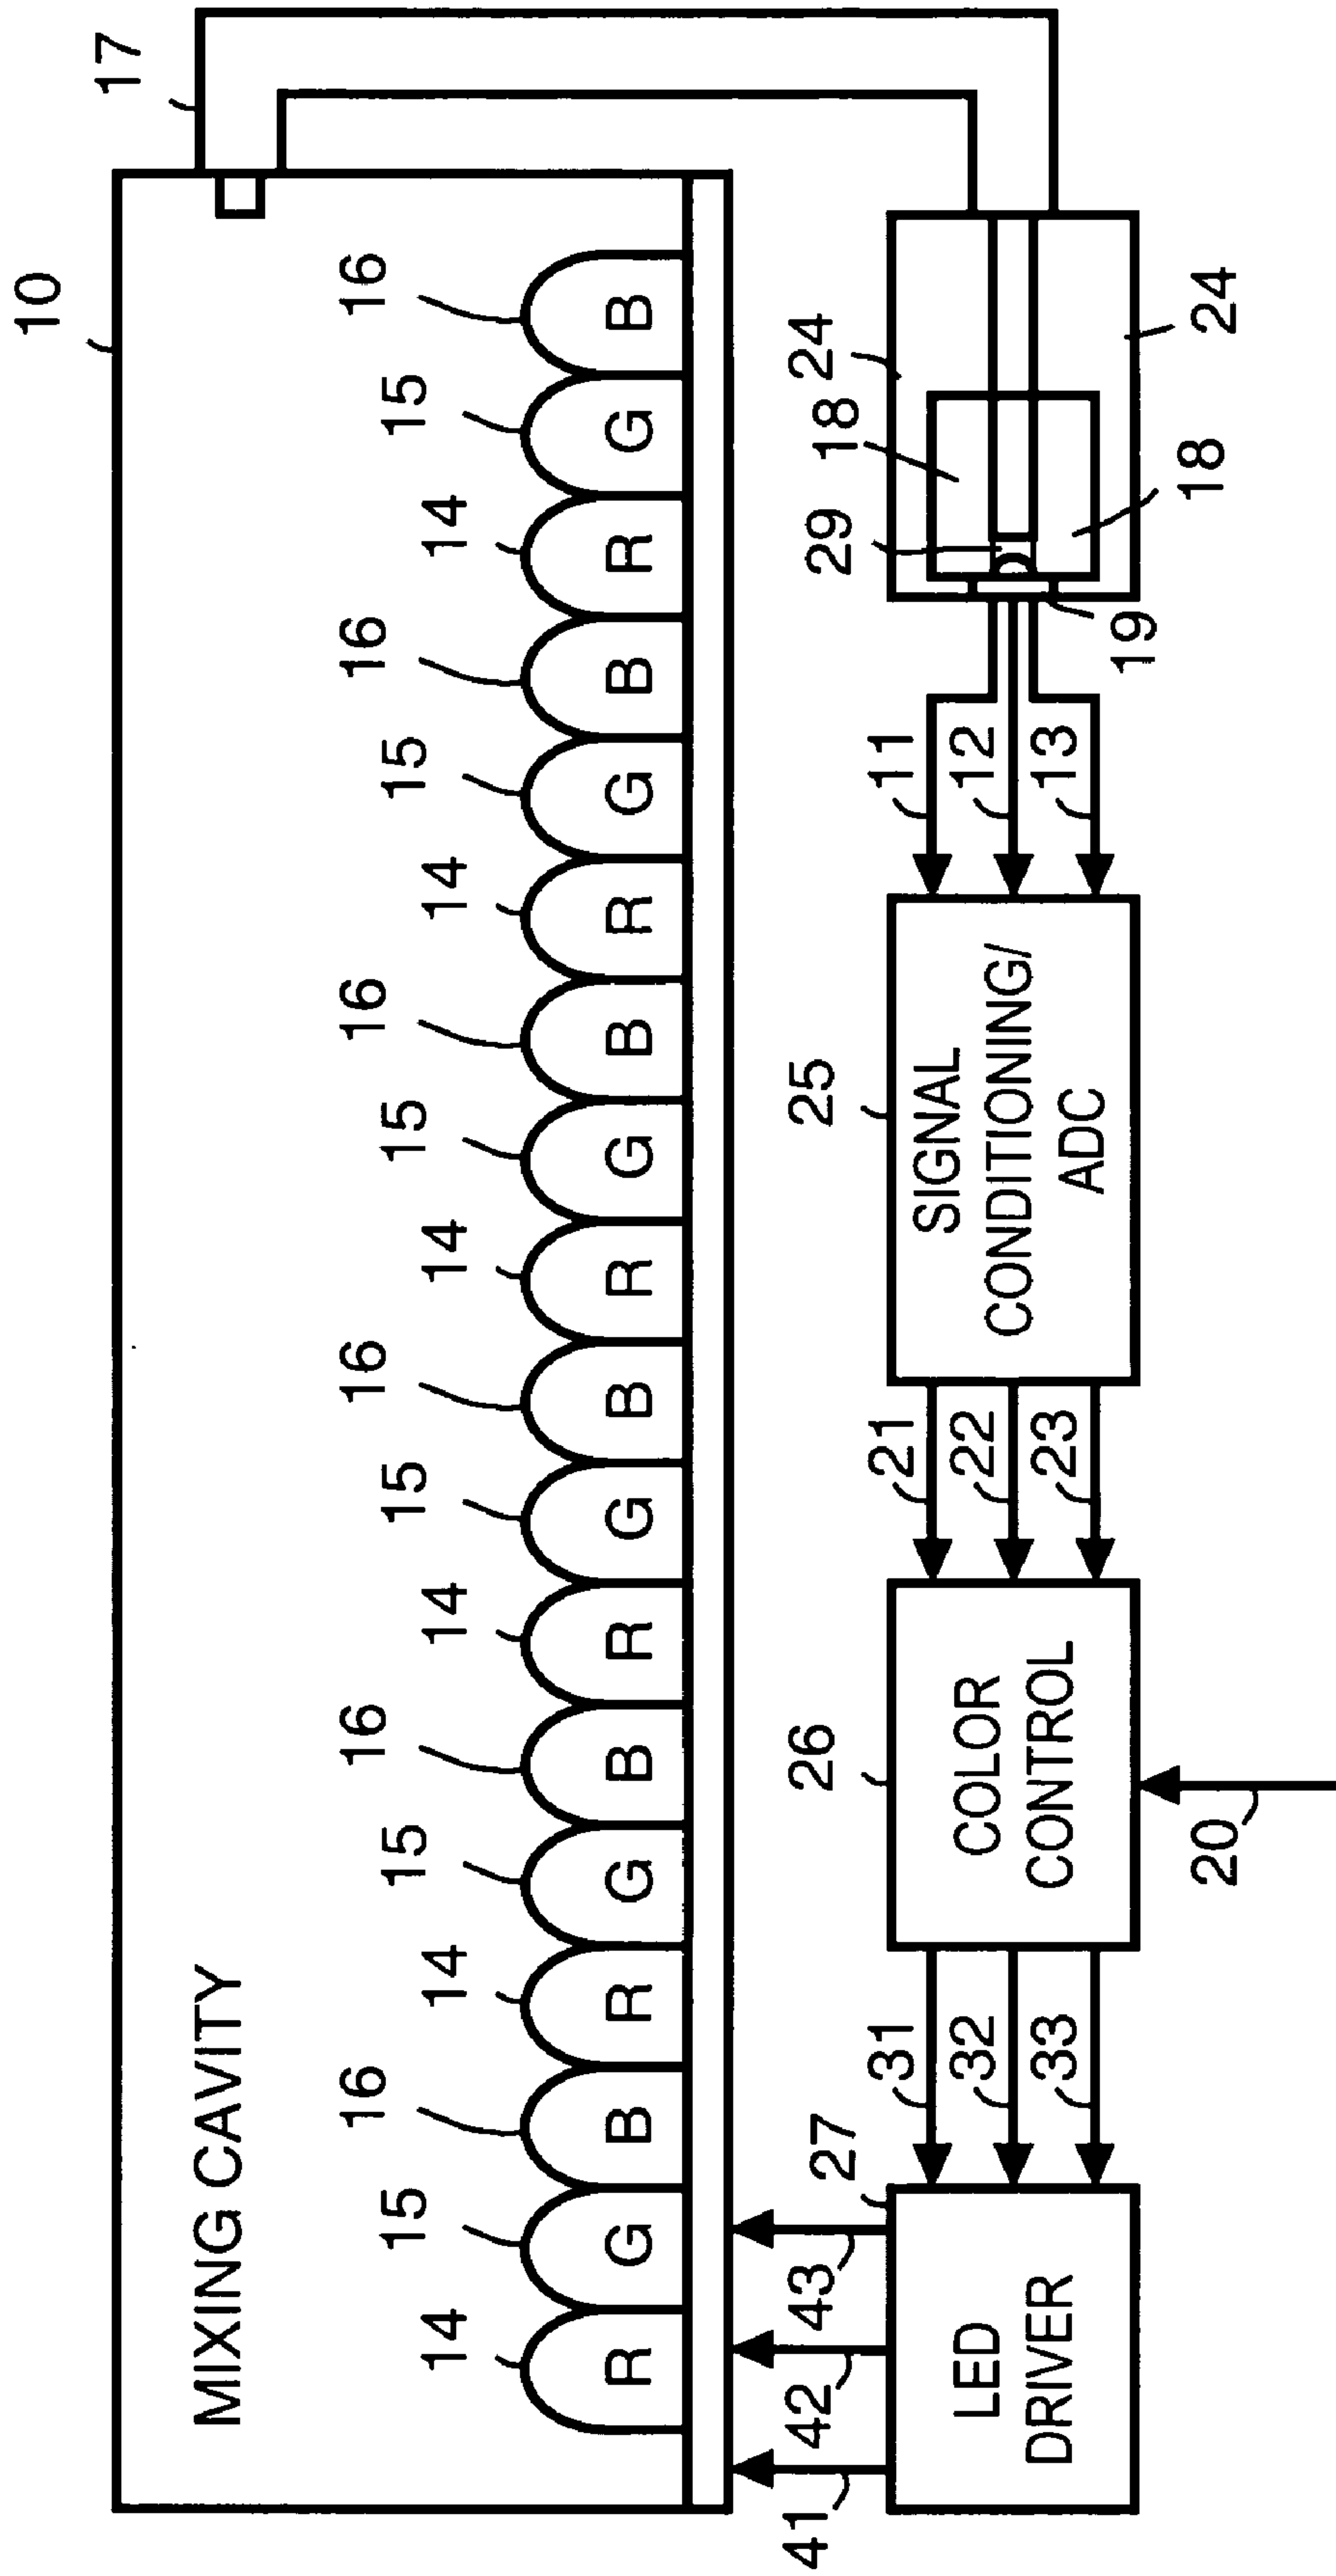 10
17
MIXING CAVITY
14 15 16 14 15 16 14 15 16 14 15 16 14 15 16 14 15 16
R G B R G B R G B R G B R G B R G B
41
42
43
27
LED
DRIVER
31
32
33
26
COLOR
CONTROL
20
21
22
23
25
SIGNAL
CONDITIONING/
ADC
11
12
13
29
18
24
19
18
24